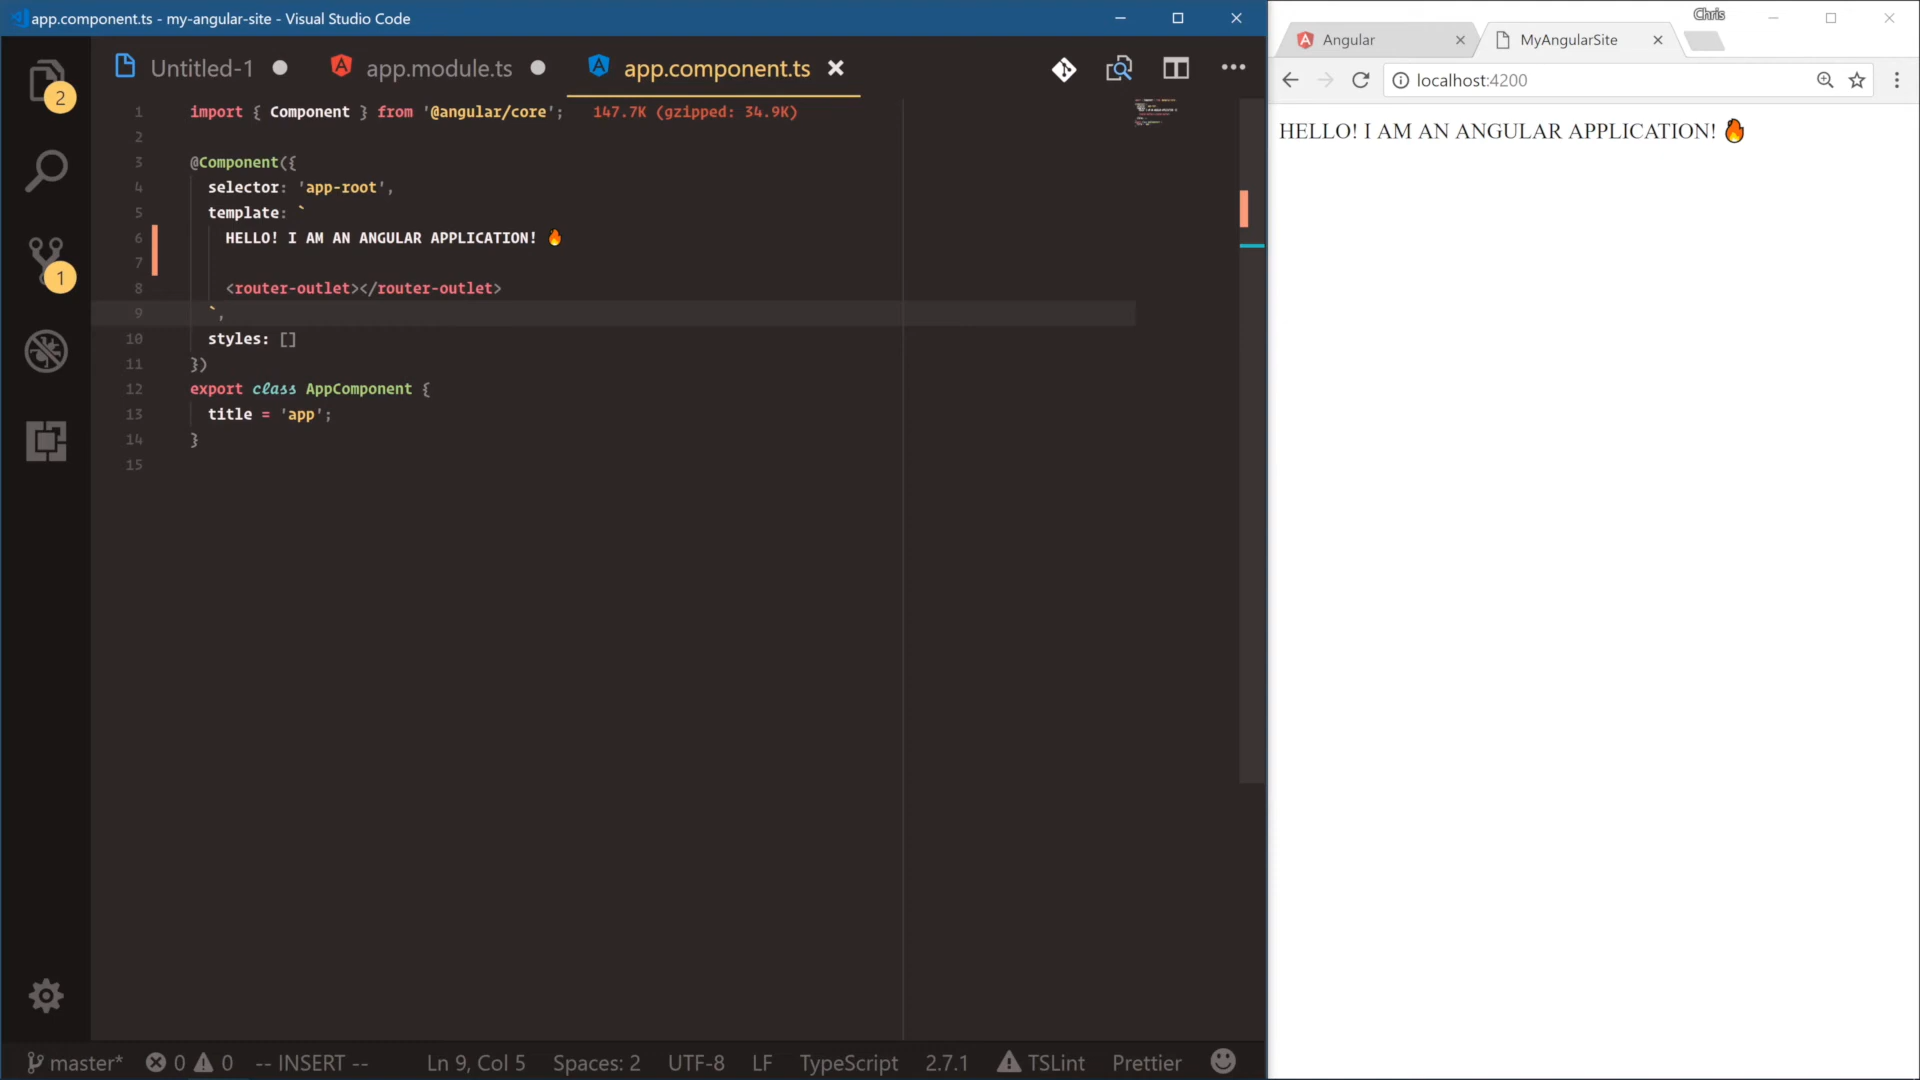 app.component.ts - my-angular-site - Visual Studio Code
Untitled-1
app.module.ts
app.component.ts
2
1
1 import { Component } from '@angular/core'; 147.7K (gzipped: 34.9K)
2
3 @Component({
4 selector: 'app-root',
5 template: `
6 HELLO! I AM AN ANGULAR APPLICATION! 🔥
7
8 <router-outlet></router-outlet>
9 `,
10 styles: []
11 })
12 export class AppComponent {
13 title = 'app';
14 }
15
master* 0 0 -- INSERT -- Ln 9, Col 5 Spaces: 2 UTF-8 LF TypeScript 2.7.1 TSLint Prettier
Chris
Angular
MyAngularSite
localhost:4200
HELLO! I AM AN ANGULAR APPLICATION! 🔥